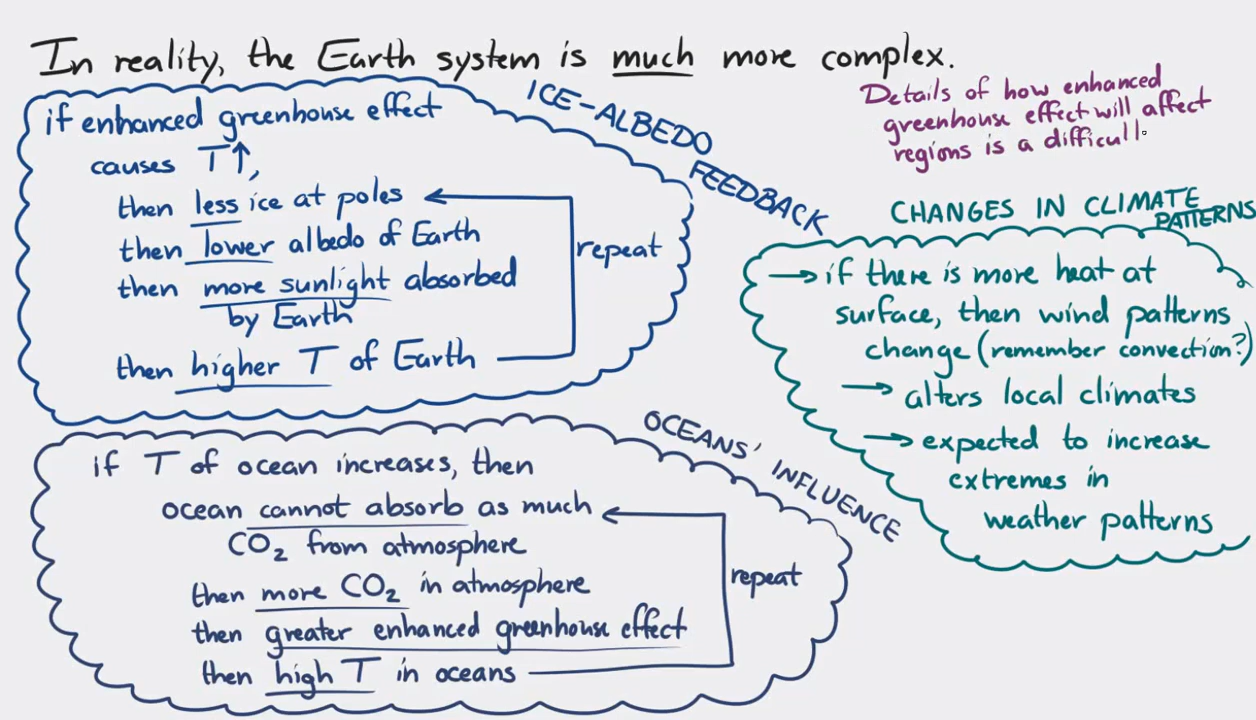 In reality, the Earth system is much more complex.
ICE-ALBEDO
FEEDBACK
if enhanced greenhouse effect
causes T↑,
then less ice at poles
then lower albedo of Earth
then more sunlight absorbed
by Earth
then higher T of Earth
repeat
OCEANS' INFLUENCE
if T of ocean increases, then
ocean cannot absorb as much
CO₂ from atmosphere
then more CO₂ in atmosphere
then greater enhanced greenhouse effect
then high T in oceans
repeat
Details of how enhanced
greenhouse effect will affect
regions is a difficul
CHANGES IN CLIMATE
PATTERNS
→ if there is more heat at
surface, then wind patterns
change (remember convection?)
→ alters local climates
→ expected to increase
extremes in
weather patterns